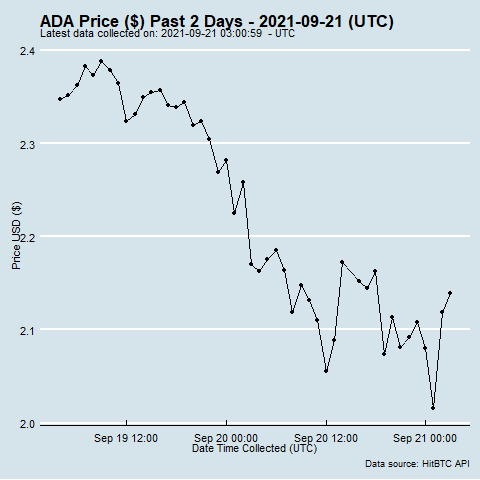 ADA Price ($) Past 2 Days - 2021-09-21 (UTC)
Latest data collected on: 2021-09-21 03:00:59 - UTC
2.4
2.3
2.2
2.1
2.0
Price USD ($)
Sep 19 12:00
Sep 20 00:00
Sep 20 12:00
Sep 21 00:00
Date Time Collected (UTC)
Data source: HitBTC API